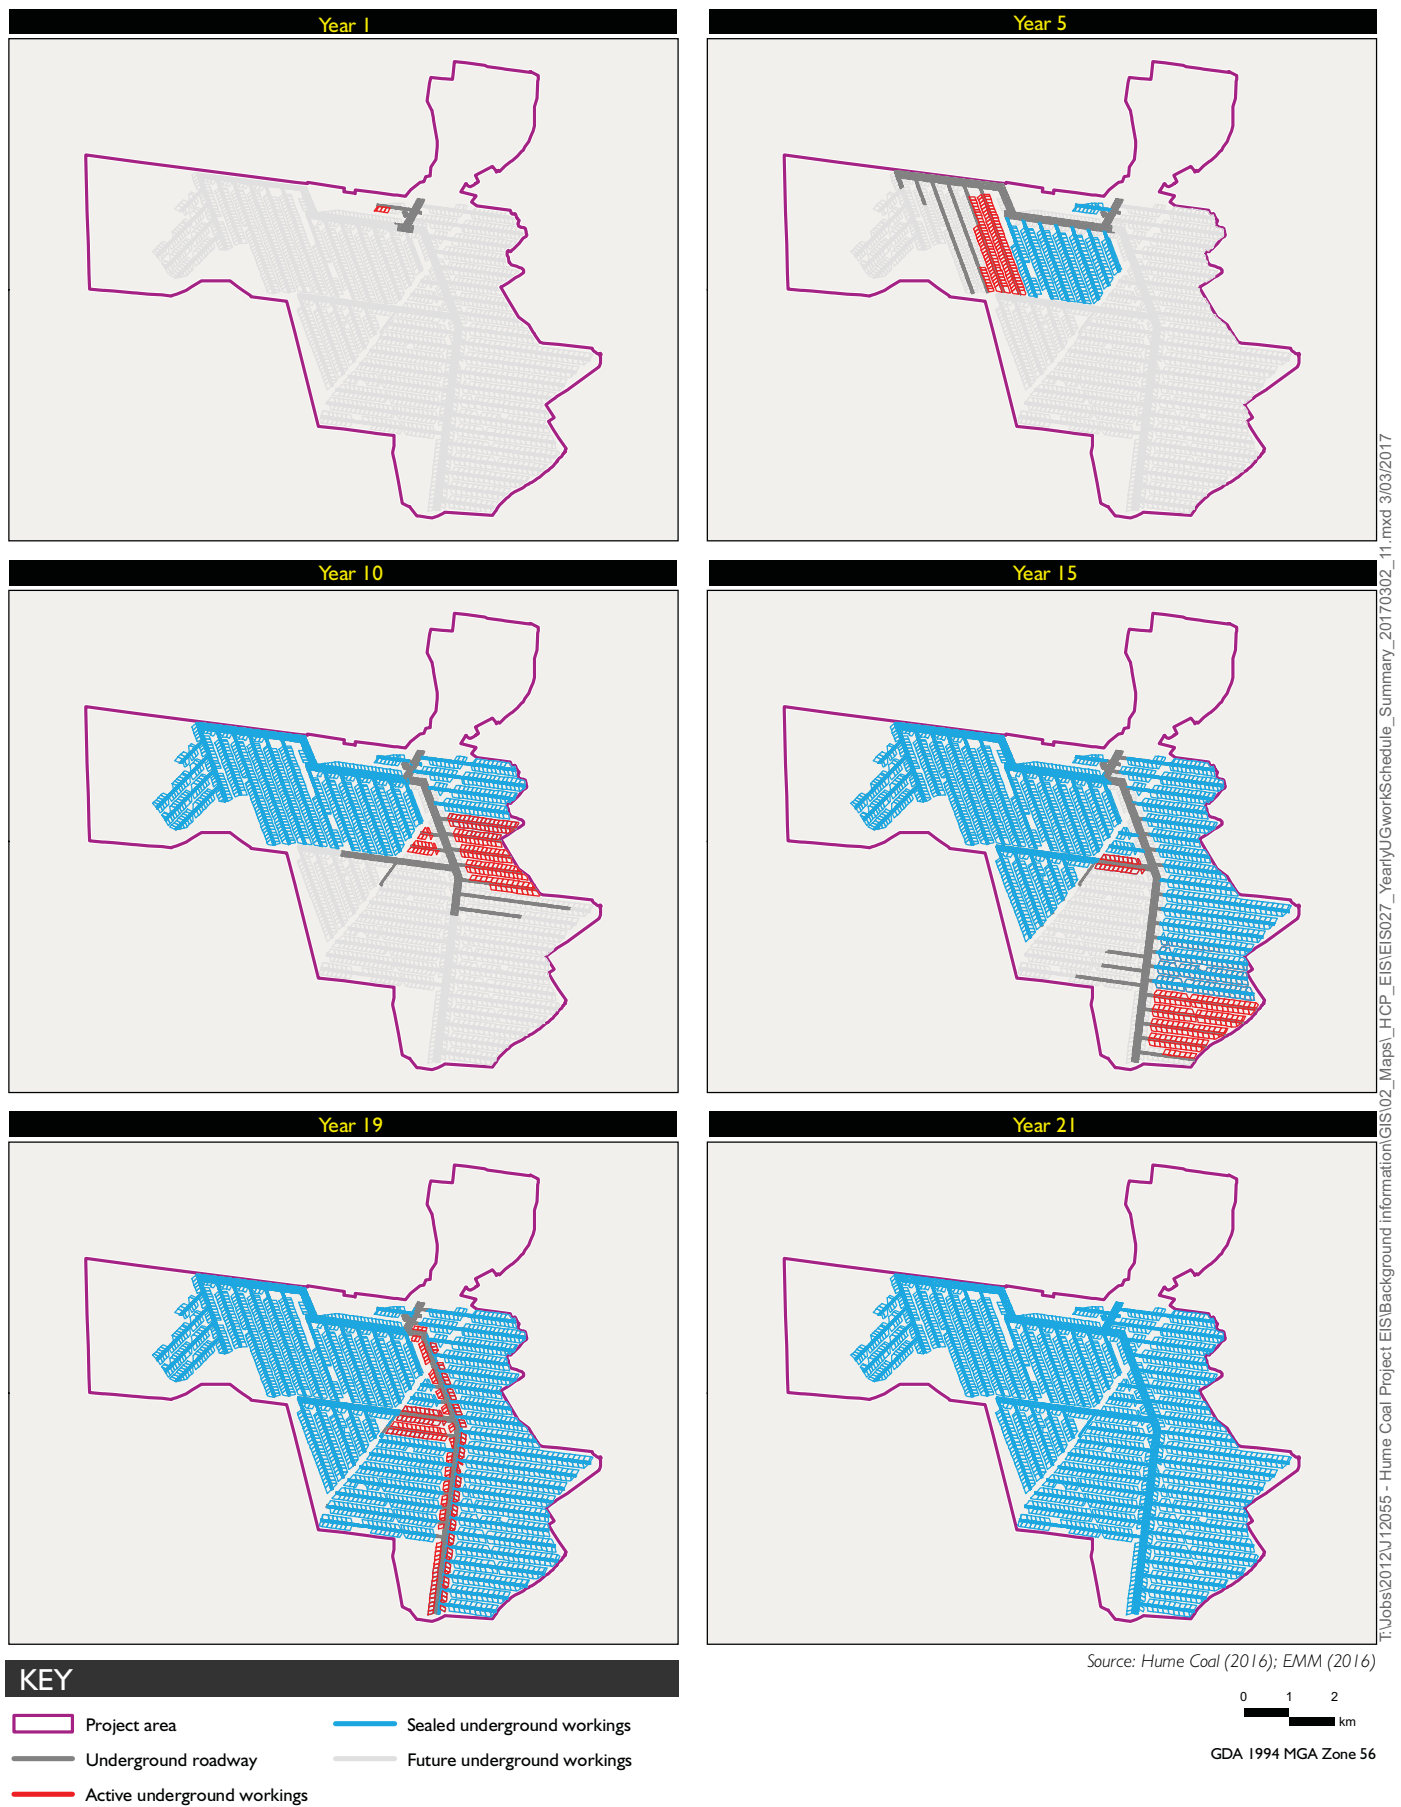 Year 1
Year 5
Year 10
Year 15
Year 19
Year 21
T:\Jobs\2012\J12055 - Hume Coal Project EIS\Background information\GIS\02_Maps\_HCP_EIS\EIS027_YearlyUGworkSchedule_Summary_20170302_11.mxd 3/03/2017
Source: Hume Coal (2016); EMM (2016)
KEY
Project area
Underground roadway
Active underground workings
Sealed underground workings
Future underground workings
0 1 2
km
GDA 1994 MGA Zone 56